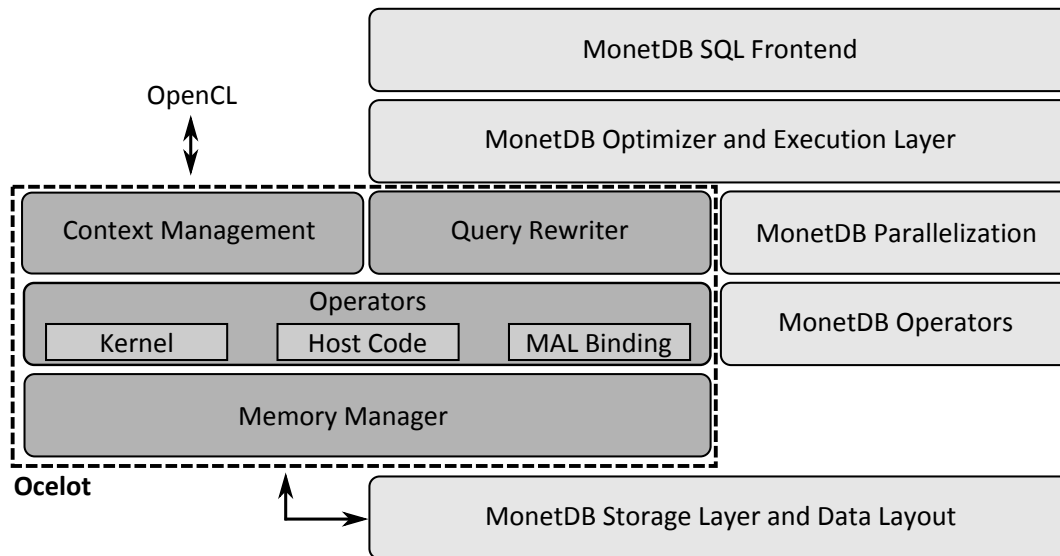 MonetDB SQL Frontend
OpenCL
MonetDB Optimizer and Execution Layer
Context Management
Query Rewriter
MonetDB Parallelization
Operators
Kernel
Host Code
MAL Binding
MonetDB Operators
Memory Manager
Ocelot
MonetDB Storage Layer and Data Layout